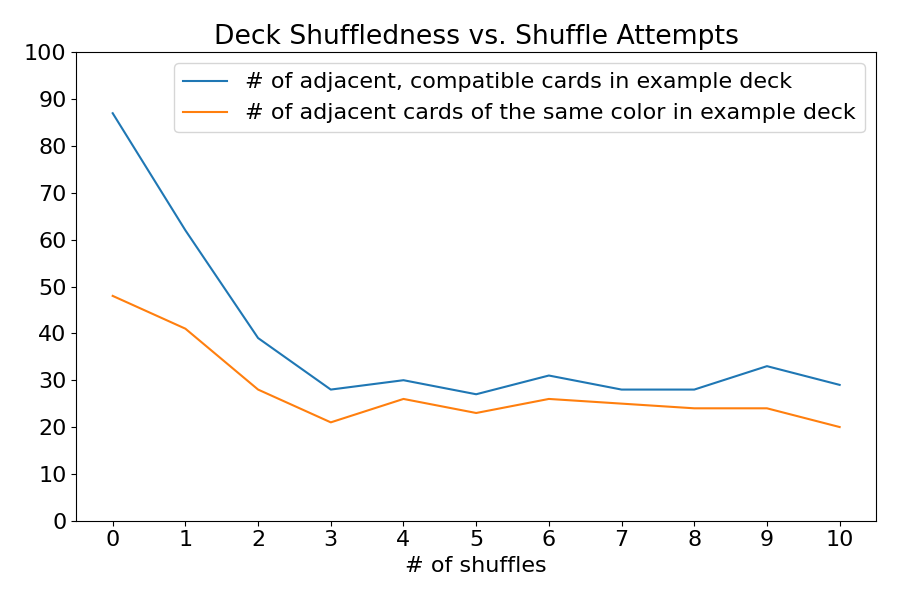 Deck Shuffledness vs. Shuffle Attempts
# of adjacent, compatible cards in example deck
# of adjacent cards of the same color in example deck
100
90
80
70
60
50
40
30
20
10
0
0 1 2 3 4 5 6 7 8 9 10
# of shuffles